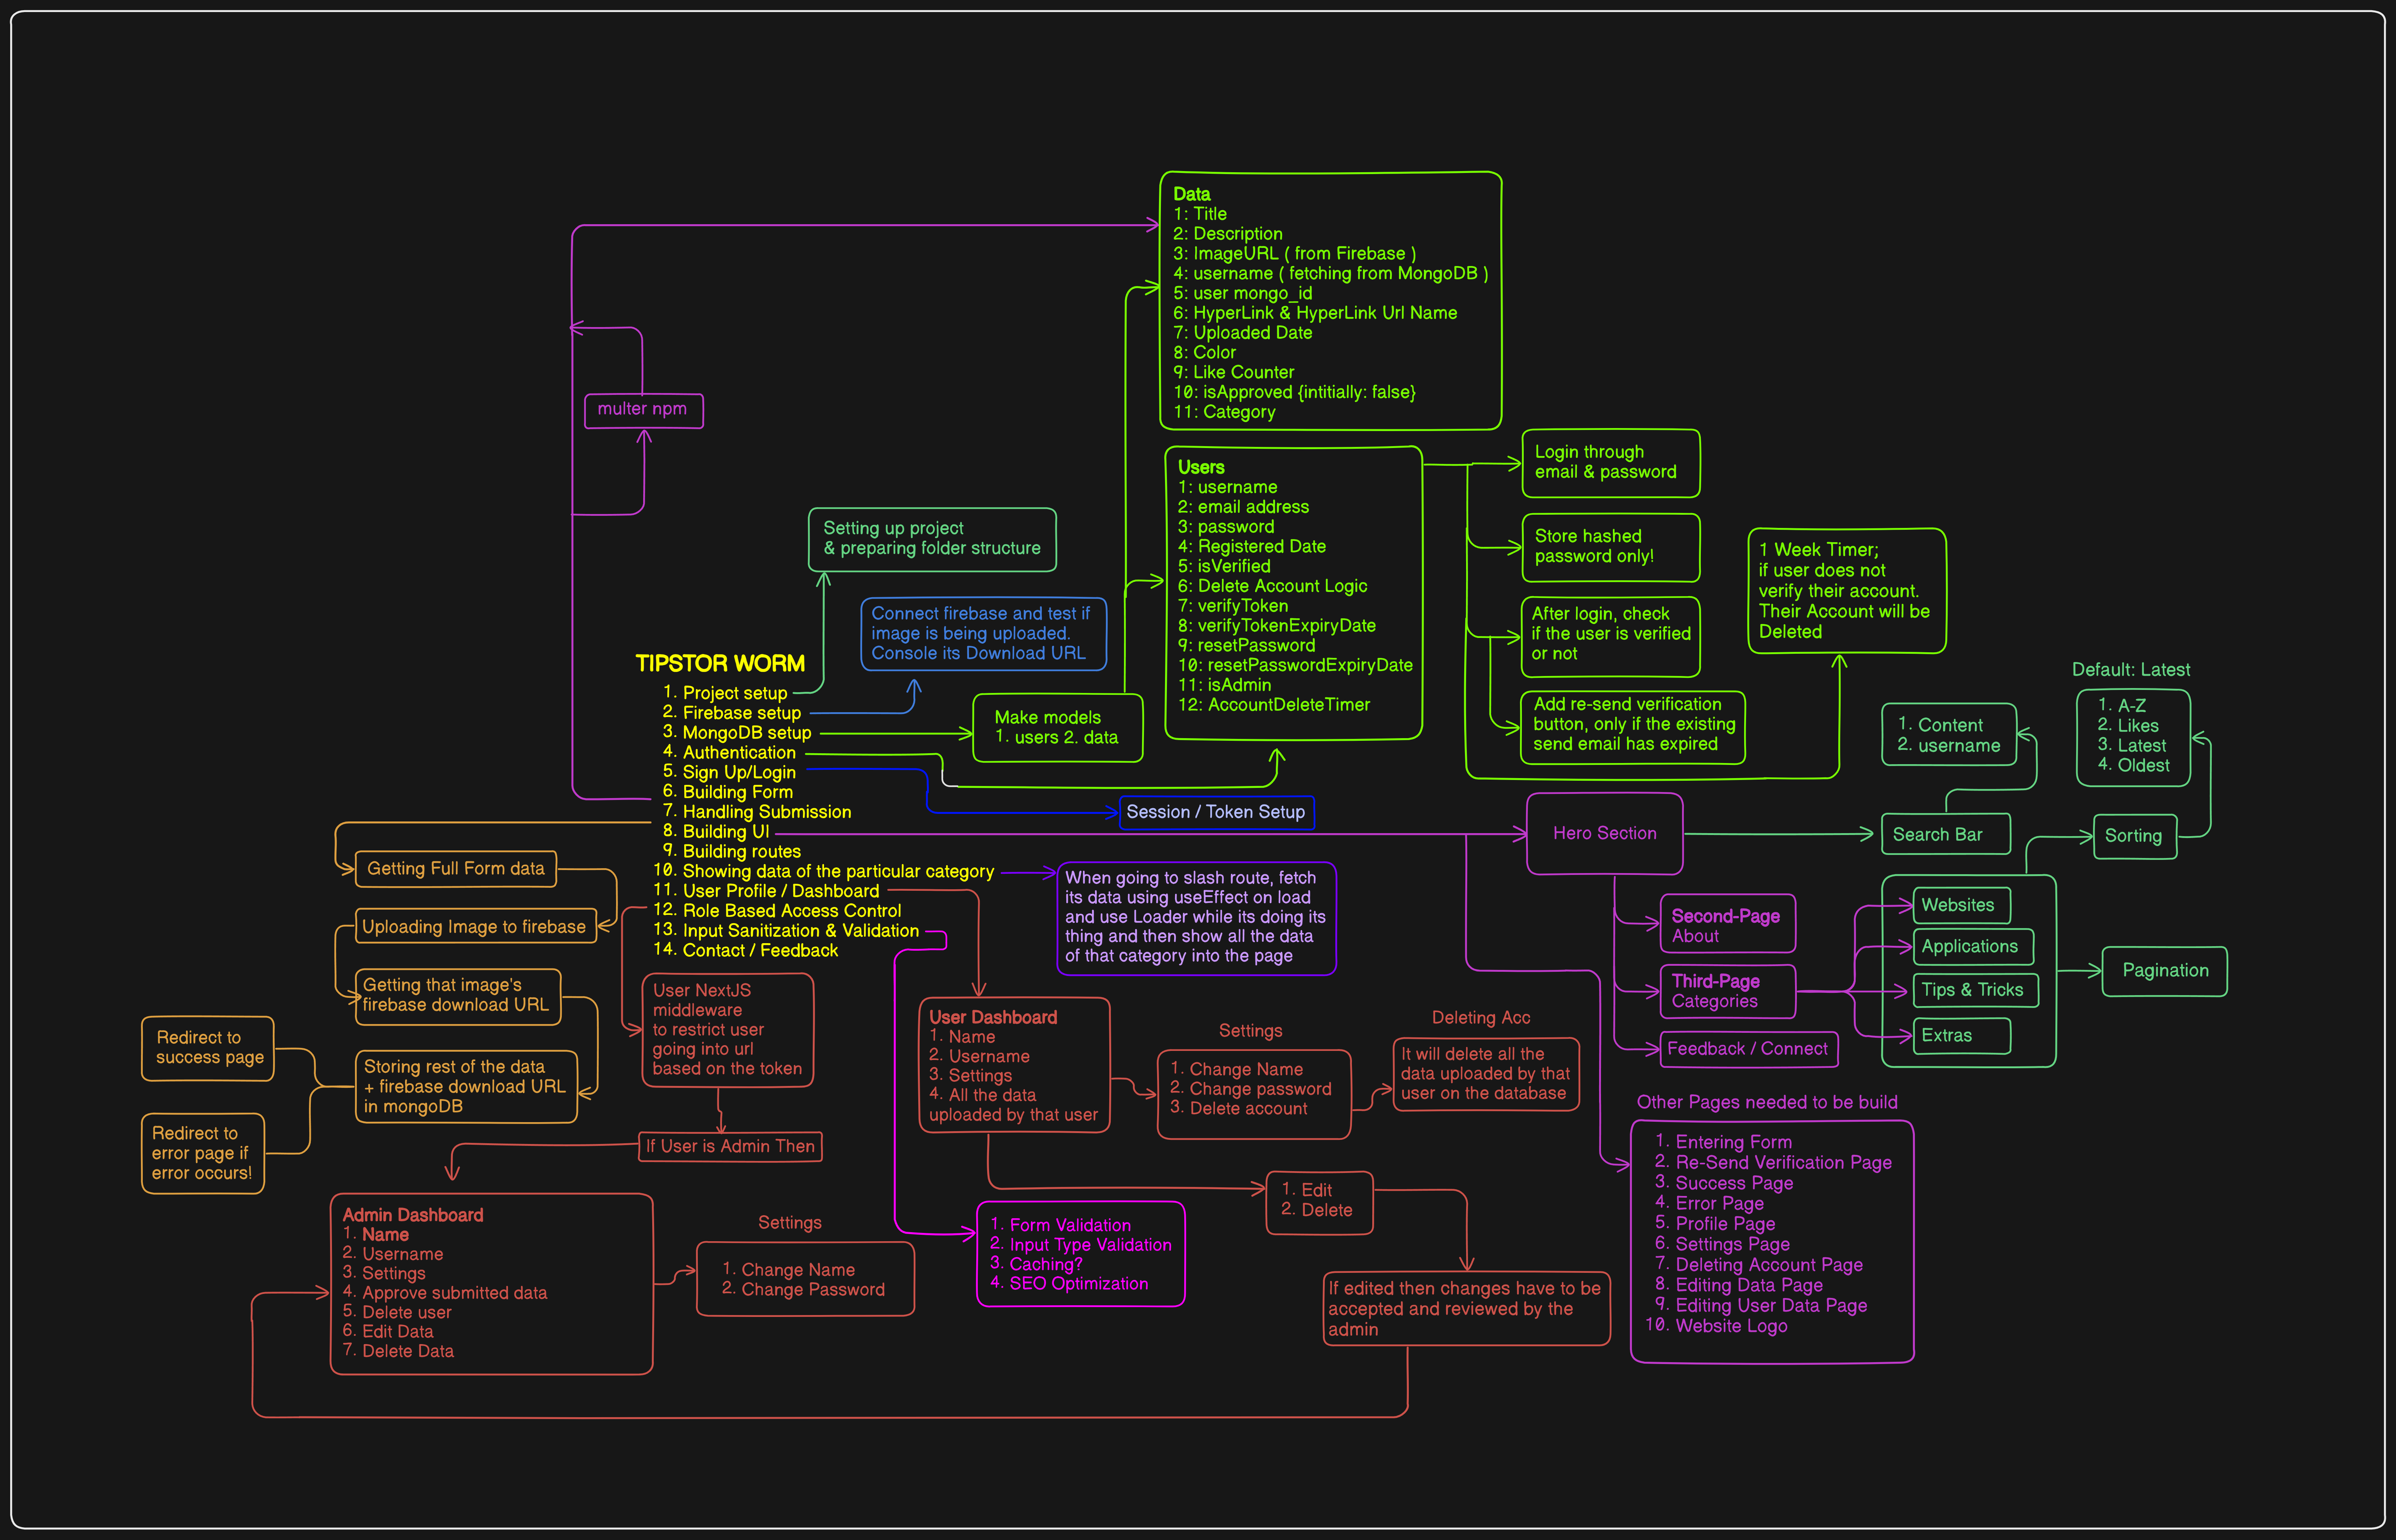 Data
1: Title
2: Description
3: ImageURL ( from Firebase )
4: username ( fetching from MongoDB )
5: user mongo_id
6: HyperLink & HyperLink Url Name
7: Uploaded Date
8: Color
9: Like Counter
10: isApproved {intitially: false}
11: Category
multer npm
Users
1: username
2: email address
3: password
4: Registered Date
5: isVerified
6: Delete Account Logic
7: verifyToken
8: verifyTokenExpiryDate
9: resetPassword
10: resetPasswordExpiryDate
11: isAdmin
12: AccountDeleteTimer
Login through
email & password
Store hashed
password only!
After login, check
if the user is verified
or not
Add re-send verification
button, only if the existing
send email has expired
1 Week Timer;
if user does not
verify their account.
Their Account will be
Deleted
Setting up project
& preparing folder structure
Connect firebase and test if
image is being uploaded.
Console its Download URL
Make models
1. users 2. data
TIPSTOR WORM
1. Project setup
2. Firebase setup
3. MongoDB setup
4. Authentication
5. Sign Up/Login
6. Building Form
7. Handling Submission
8. Building UI
9. Building routes
10. Showing data of the particular category
11. User Profile / Dashboard
12. Role Based Access Control
13. Input Sanitization & Validation
14. Contact / Feedback
Session / Token Setup
When going to slash route, fetch
its data using useEffect on load
and use Loader while its doing its
thing and then show all the data
of that category into the page
Hero Section
Search Bar
1. Content
2. username
Default: Latest
1. A-Z
2. Likes
3. Latest
4. Oldest
Sorting
Second-Page
About
Third-Page
Categories
Feedback / Connect
Websites
Applications
Tips & Tricks
Extras
Pagination
Other Pages needed to be build
1. Entering Form
2. Re-Send Verification Page
3. Success Page
4. Error Page
5. Profile Page
6. Settings Page
7. Deleting Account Page
8. Editing Data Page
9. Editing User Data Page
10. Website Logo
Getting Full Form data
Uploading Image to firebase
Getting that image's
firebase download URL
Storing rest of the data
+ firebase download URL
in mongoDB
Redirect to
success page
Redirect to
error page if
error occurs!
User NextJS
middleware
to restrict user
going into url
based on the token
If User is Admin Then
Admin Dashboard
1. Name
2. Username
3. Settings
4. Approve submitted data
5. Delete user
6. Edit Data
7. Delete Data
Settings
1. Change Name
2. Change Password
User Dashboard
1. Name
2. Username
3. Settings
4. All the data
uploaded by that user
Settings
1. Change Name
2. Change password
3. Delete account
Deleting Acc
It will delete all the
data uploaded by that
user on the database
1. Edit
2. Delete
If edited then changes have to be
accepted and reviewed by the
admin
1. Form Validation
2. Input Type Validation
3. Caching?
4. SEO Optimization